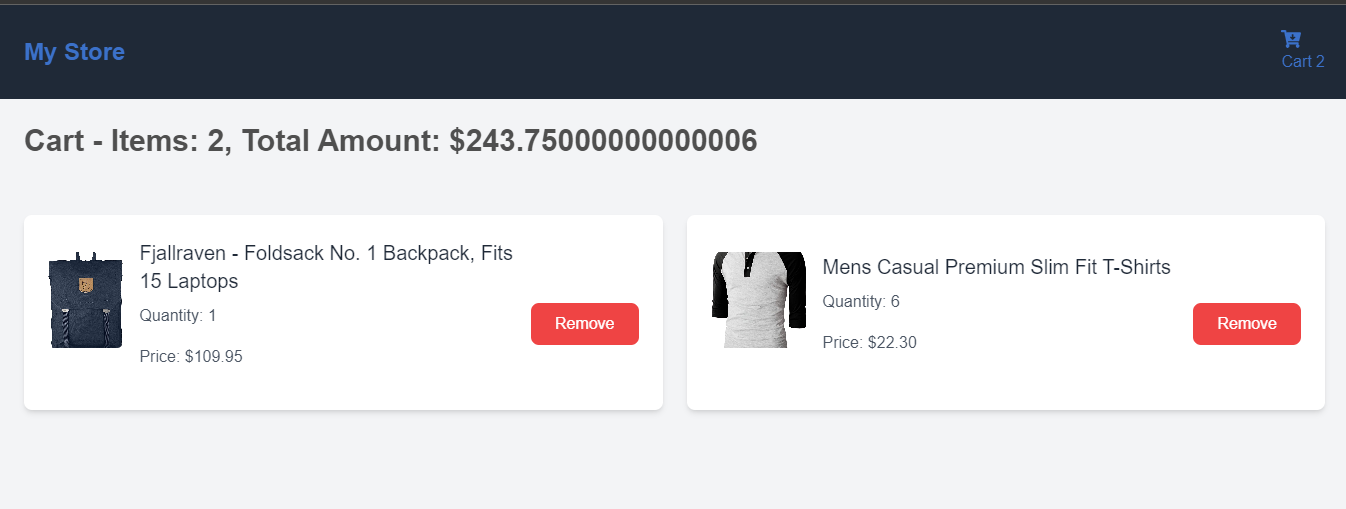 My Store
Cart 2
Cart - Items: 2, Total Amount: $243.75000000000006
Fjallraven - Foldsack No. 1 Backpack, Fits
15 Laptops
Quantity: 1
Price: $109.95
Remove
Mens Casual Premium Slim Fit T-Shirts
Quantity: 6
Price: $22.30
Remove